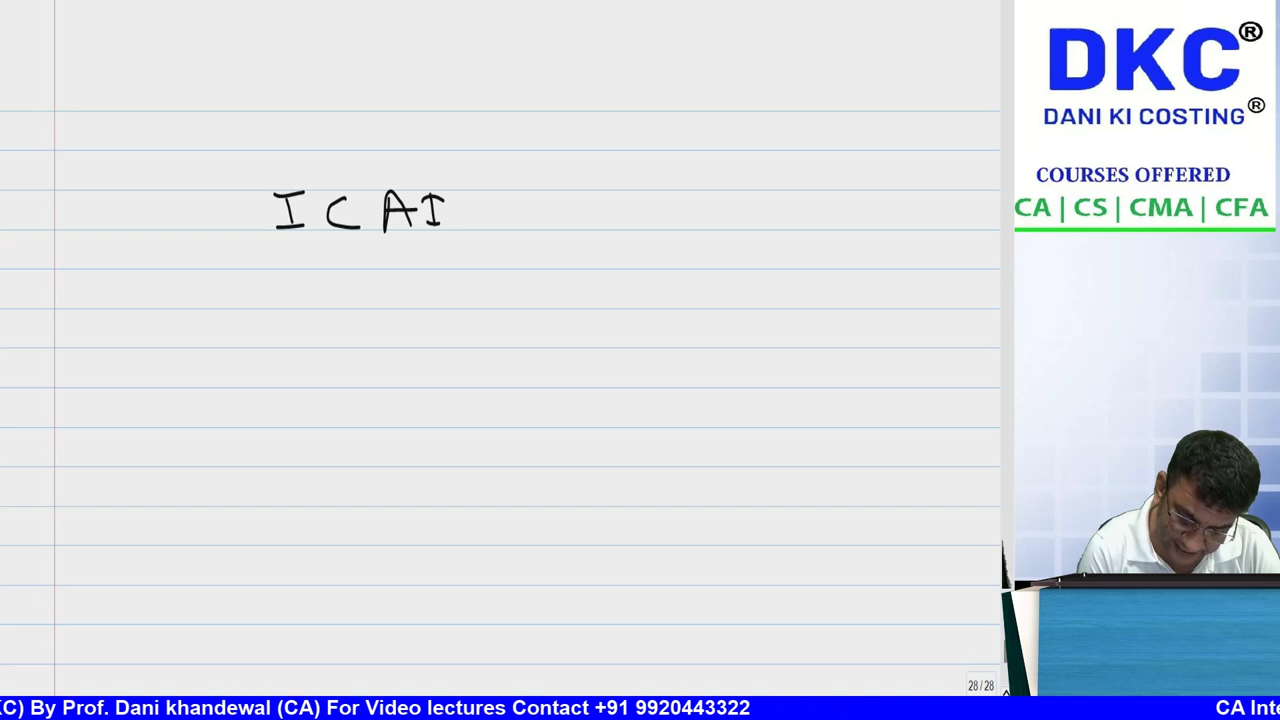 I C A I
DKC®
DANI KI COSTING®
COURSES OFFERED
CA | CS | CMA | CFA
28 / 28
C) By Prof. Dani khandewal (CA) For Video lectures Contact +91 9920443322
CA Inte